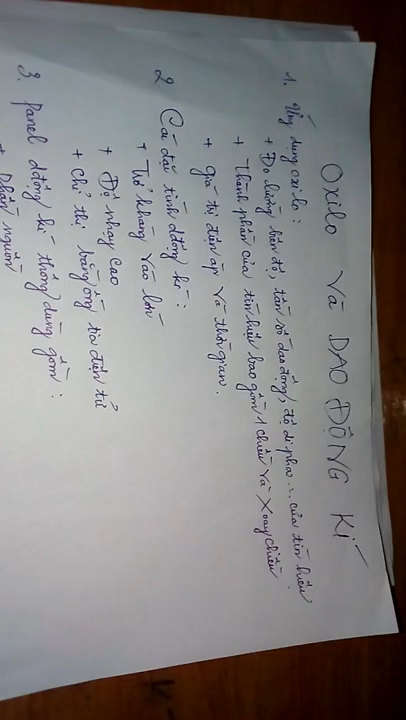 Oxilo và DAO ĐỘNG KÍ
1. Ứng dụng oxilo:
+ Đo lường biên độ, tần số dao động, độ di pha... của tín hiệu
+ Thành phần của tín hiệu bao gồm 1 chiều và xoay chiều
+ giá trị điện áp và thời gian.
2 Các đặc tính dđộng kí:
+ Trở kháng vào lớn
+ Độ nhạy cao
+ Chỉ thị bằng ống tia điện tử
3. Panel dđộng kí thông dụng gồm:
+ Phần nguồn